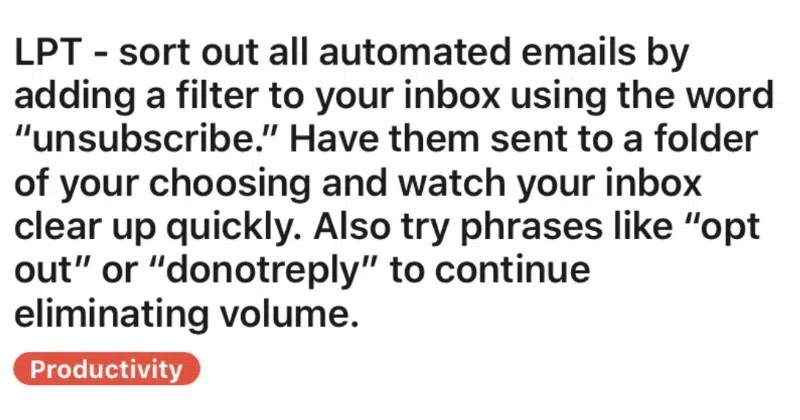 LPT - sort out all automated emails by
adding a filter to your inbox using the word
“unsubscribe.” Have them sent to a folder
of your choosing and watch your inbox
clear up quickly. Also try phrases like “opt
out” or “donotreply” to continue
eliminating volume.
Productivity